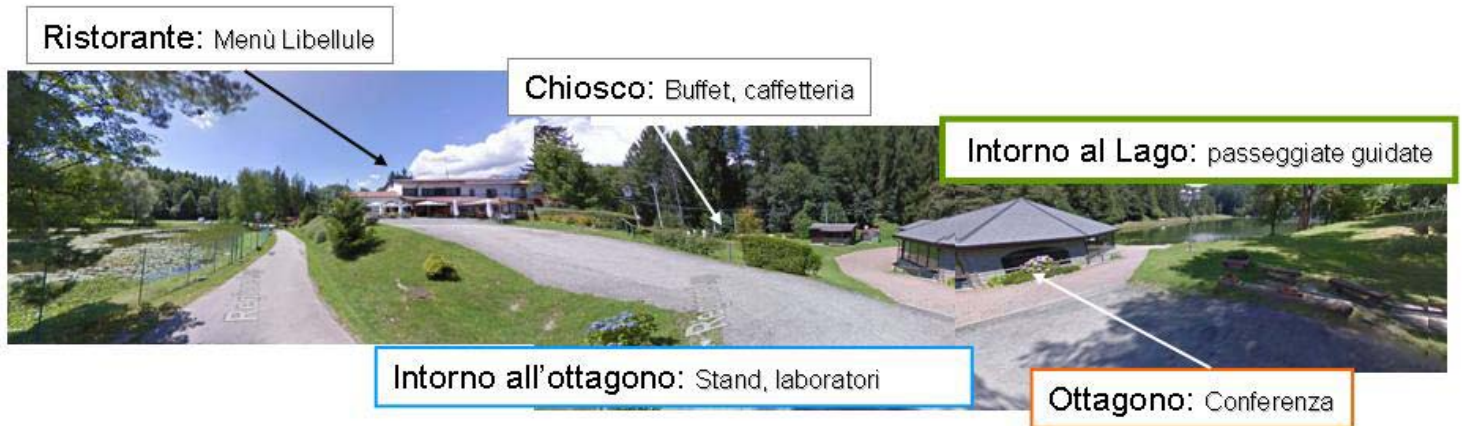 Ristorante: Menù Libellule
Chiosco: Buffet, caffetteria
Intorno al Lago: passeggiate guidate
Intorno all'ottagono: Stand, laboratori
Ottagono: Conferenza